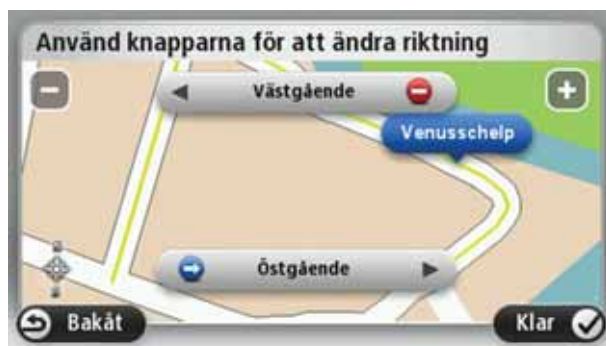 Använd knapparna för att ändra riktning
Västgående
Venusschelp
Östgående
Bakåt
Klar